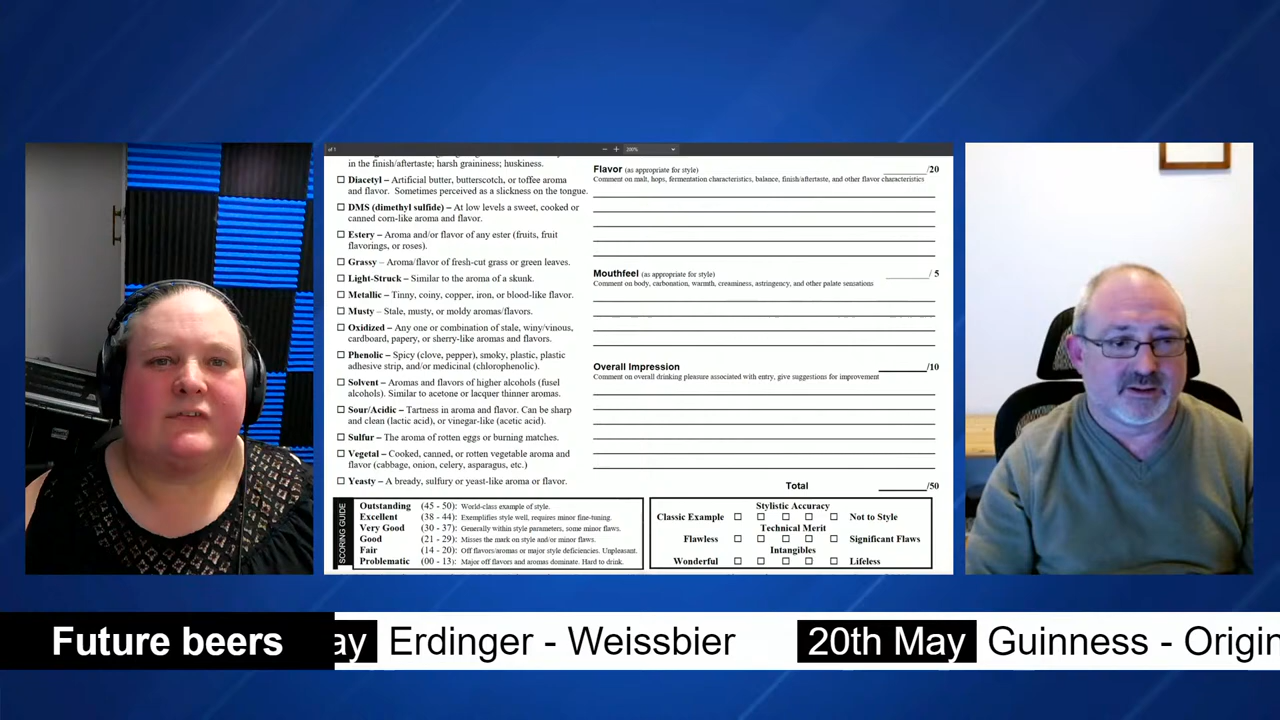 of 1
200%
in the finish/aftertaste; harsh graininess; huskiness.
Diacetyl – Artificial butter, butterscotch, or toffee aroma
and flavor. Sometimes perceived as a slickness on the tongue.
DMS (dimethyl sulfide) – At low levels a sweet, cooked or
canned corn-like aroma and flavor.
Estery – Aroma and/or flavor of any ester (fruits, fruit
flavorings, or roses).
Grassy – Aroma/flavor of fresh-cut grass or green leaves.
Light-Struck – Similar to the aroma of a skunk.
Metallic – Tinny, coiny, copper, iron, or blood-like flavor.
Musty – Stale, musty, or moldy aromas/flavors.
Oxidized – Any one or combination of stale, winy/vinous,
cardboard, papery, or sherry-like aromas and flavors.
Phenolic – Spicy (clove, pepper), smoky, plastic, plastic
adhesive strip, and/or medicinal (chlorophenolic).
Solvent – Aromas and flavors of higher alcohols (fusel
alcohols). Similar to acetone or lacquer thinner aromas.
Sour/Acidic – Tartness in aroma and flavor. Can be sharp
and clean (lactic acid), or vinegar-like (acetic acid).
Sulfur – The aroma of rotten eggs or burning matches.
Vegetal – Cooked, canned, or rotten vegetable aroma and
flavor (cabbage, onion, celery, asparagus, etc.)
Yeasty – A bready, sulfury or yeast-like aroma or flavor.
Flavor (as appropriate for style) /20
Comment on malt, hops, fermentation characteristics, balance, finish/aftertaste, and other flavor characteristics
Mouthfeel (as appropriate for style) / 5
Comment on body, carbonation, warmth, creaminess, astringency, and other palate sensations
Overall Impression /10
Comment on overall drinking pleasure associated with entry, give suggestions for improvement
Total /50
SCORING GUIDE
Outstanding (45 - 50): World-class example of style.
Excellent (38 - 44): Exemplifies style well, requires minor fine-tuning.
Very Good (30 - 37): Generally within style parameters, some minor flaws.
Good (21 - 29): Misses the mark on style and/or minor flaws.
Fair (14 - 20): Off flavors/aromas or major style deficiencies. Unpleasant.
Problematic (00 - 13): Major off flavors and aromas dominate. Hard to drink.
Stylistic Accuracy
Classic Example Not to Style
Technical Merit
Flawless Significant Flaws
Intangibles
Wonderful Lifeless
Future beers ay Erdinger - Weissbier 20th May Guinness - Origin